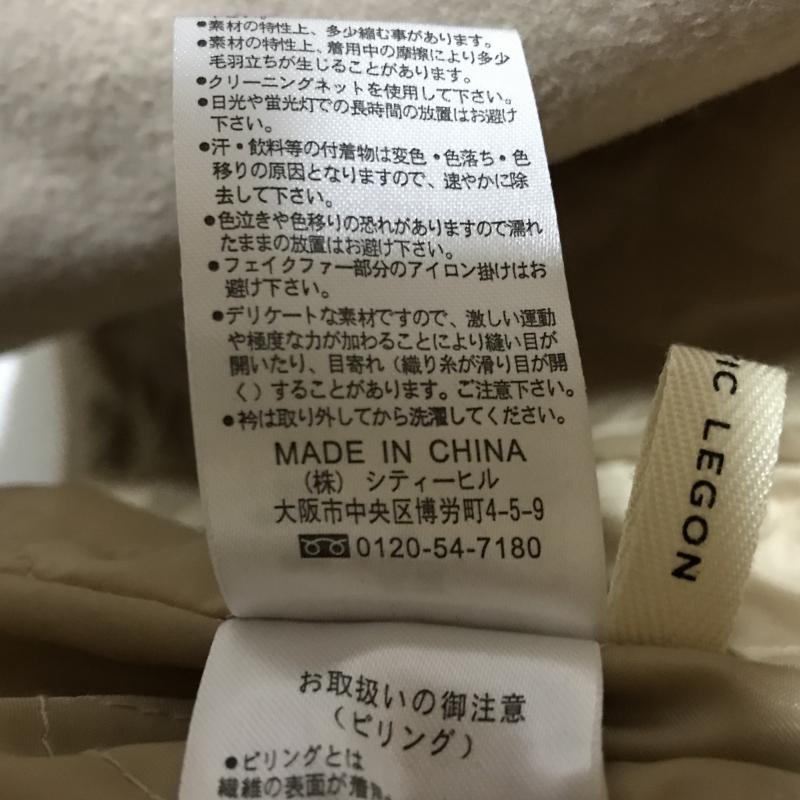 •素材の特性上、多少縮む事があります。
•素材の特性上、着用中の摩擦により多少
毛羽立ちが生じることがあります。
•クリーニングネットを使用して下さい。
•日光や蛍光灯での長時間の放置はお避け
下さい。
•汗・飲料等の付着物は変色・色落ち・色
移りの原因となりますので、速やかに除
去して下さい。
•色泣きや色移りの恐れがありますので濡れ
たままの放置はお避け下さい。
•フェイクファー部分のアイロン掛けはお
避け下さい。
•デリケートな素材ですので、激しい運動
や極度な力が加わることにより縫い目が
開いたり、目寄れ（織り糸が滑り目が開
く）することがあります。ご注意下さい。
•衿は取り外してから洗濯してください。
MADE IN CHINA
（株） シティーヒル
大阪市中央区博労町4-5-9
0120-54-7180
IC LEGON
お取扱いの御注意
（ピリング）
•ピリングとは
繊維の表面が着用